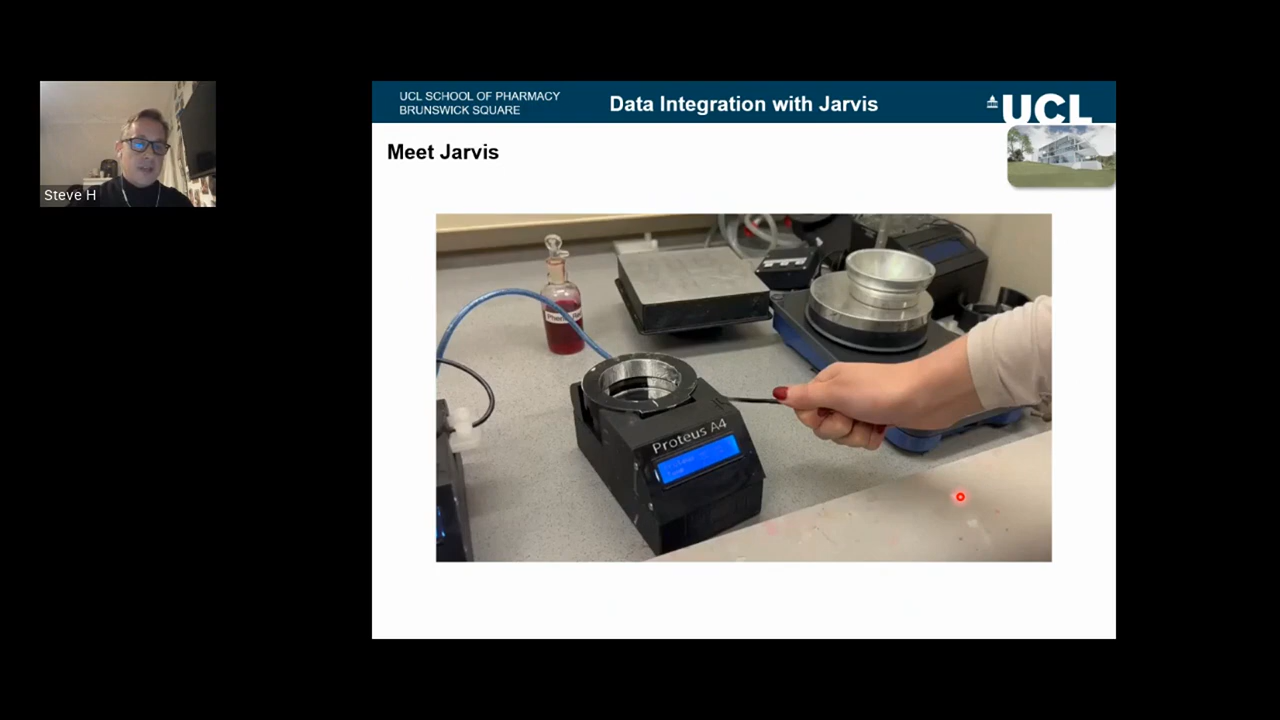 UCL SCHOOL OF PHARMACY
BRUNSWICK SQUARE
Data Integration with Jarvis
UCL
Meet Jarvis
Steve H
Proteus A4